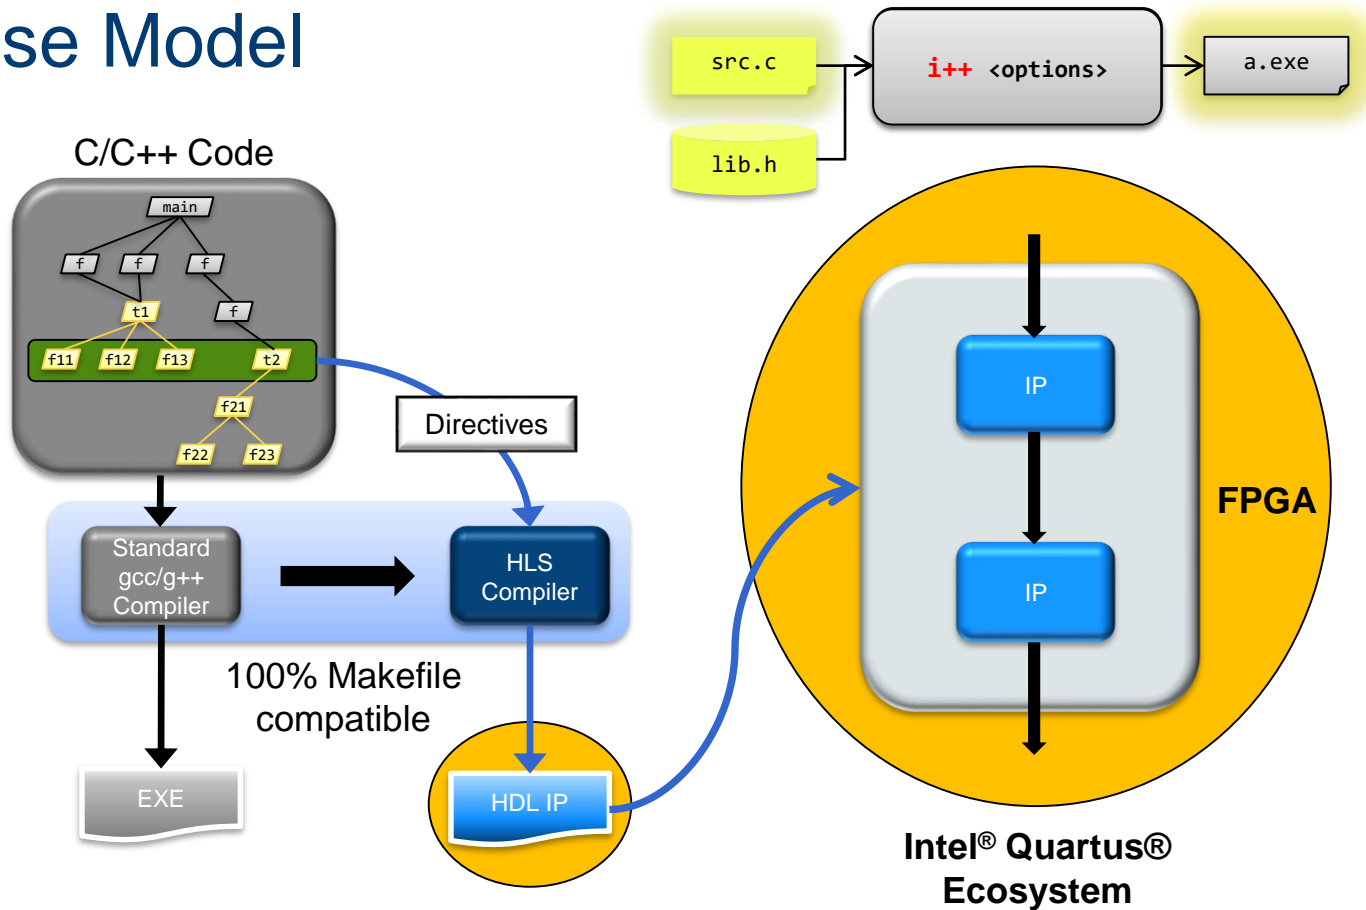 se Model
src.c
i++ <options>
a.exe
lib.h
C/C++ Code
main
f f f
t1 f
f11 f12 f13 t2
f21
f22 f23
Directives
Standard
gcc/g++
Compiler
HLS
Compiler
100% Makefile
compatible
EXE
HDL IP
IP
IP
FPGA
Intel® Quartus®
Ecosystem